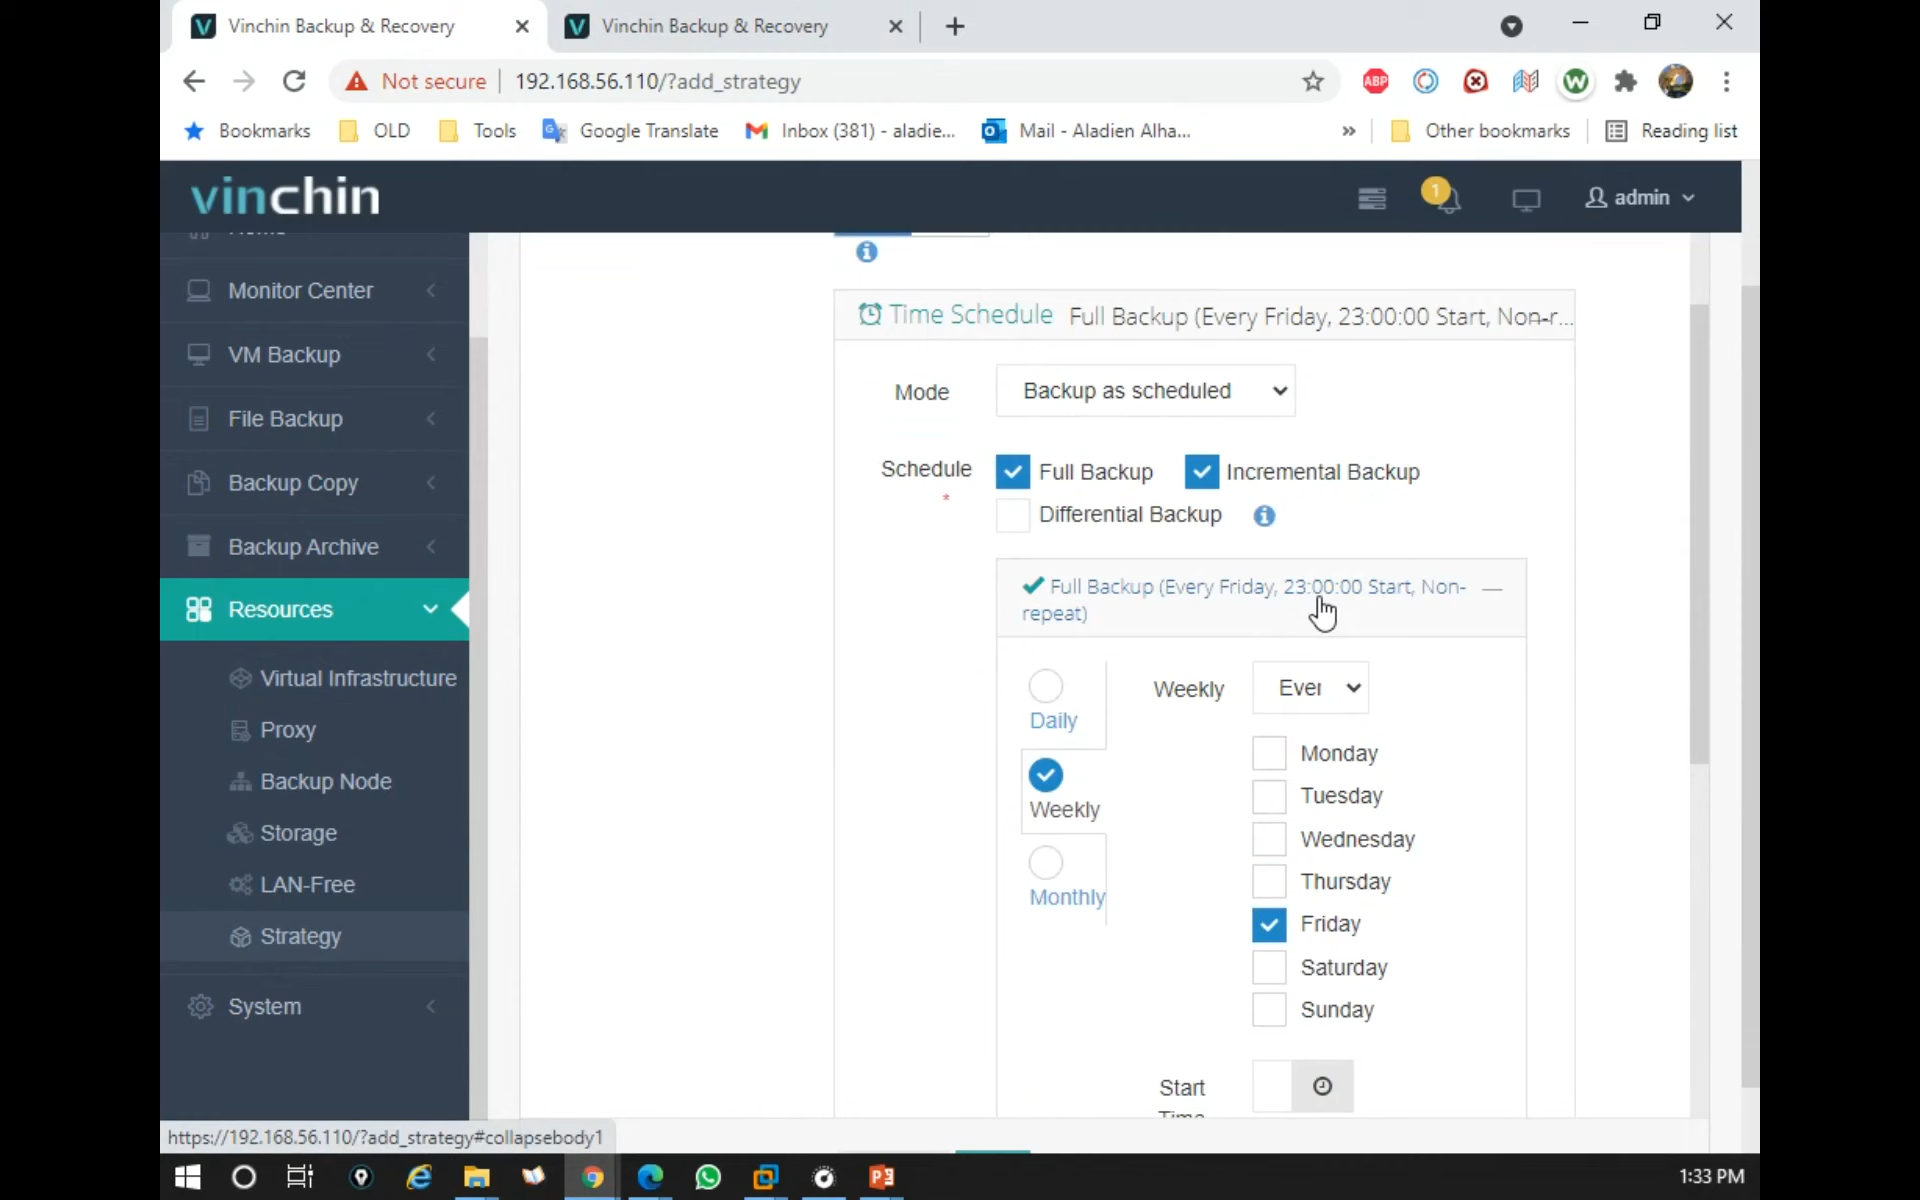 Vinchin Backup & Recovery
Vinchin Backup & Recovery
Not secure
192.168.56.110/?add_strategy
ABP
W
Bookmarks
OLD
Tools
Google Translate
Inbox (381) - aladie...
Mail - Aladien Alha...
»
Other bookmarks
Reading list
vinchin
1
admin
Monitor Center
VM Backup
File Backup
Backup Copy
Backup Archive
Resources
Virtual Infrastructure
Proxy
Backup Node
Storage
LAN-Free
Strategy
System
Time Schedule Full Backup (Every Friday, 23:00:00 Start, Non-r...
Mode
Backup as scheduled
Schedule *
Full Backup
Incremental Backup
Differential Backup
Full Backup (Every Friday, 23:00:00 Start, Non-
repeat)
Daily
Weekly
Monthly
Weekly
Ever
Monday
Tuesday
Wednesday
Thursday
Friday
Saturday
Sunday
Start
Time
https://192.168.56.110/?add_strategy#collapsebody1
1:33 PM